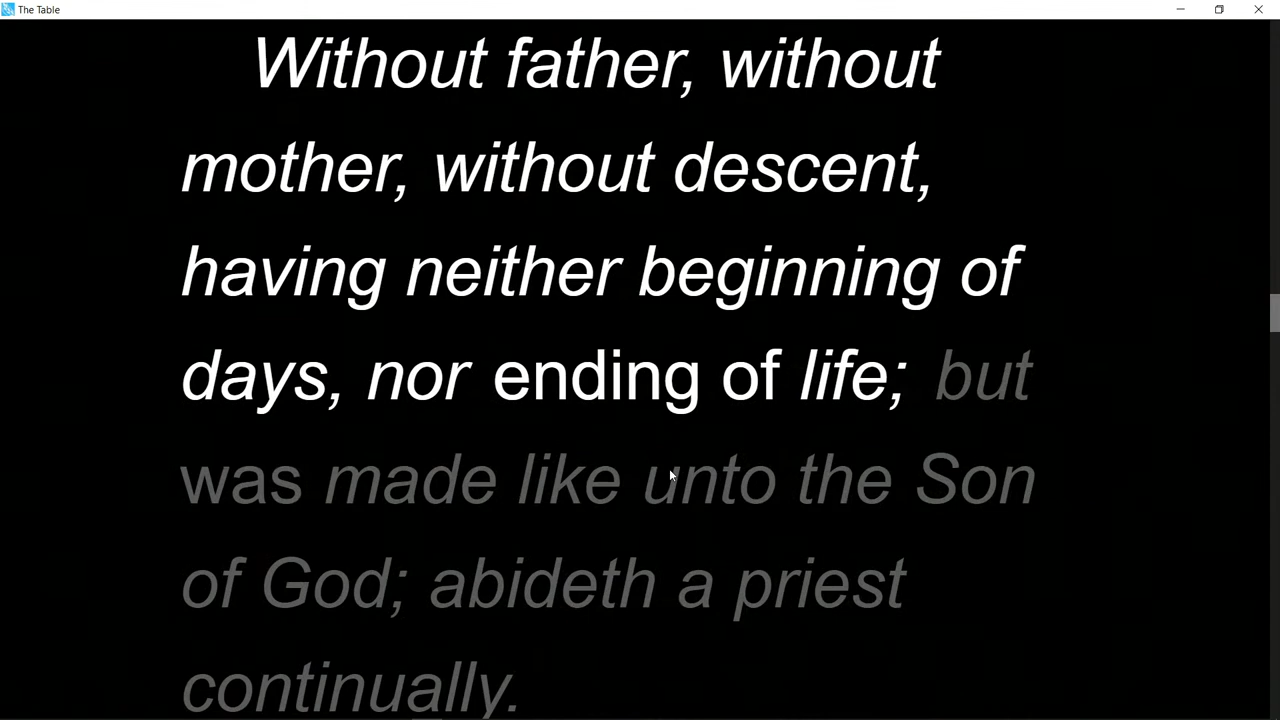 The Table
Without father, without
mother, without descent,
having neither beginning of
days, nor ending of life; but
was made like unto the Son
of God; abideth a priest
continually.